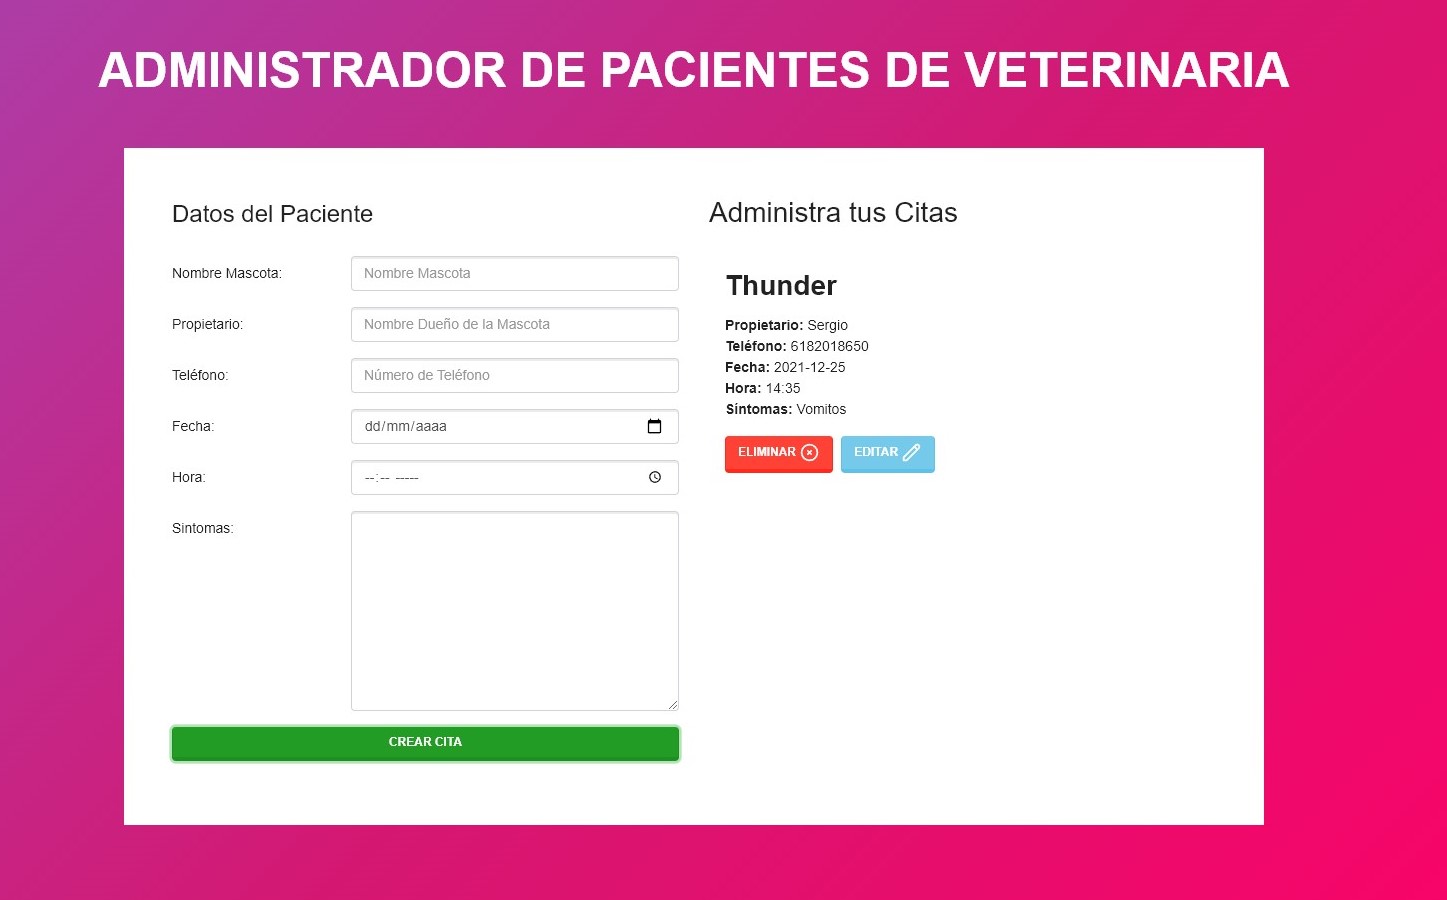 ADMINISTRADOR DE PACIENTES DE VETERINARIA
Datos del Paciente
Nombre Mascota:
Nombre Mascota
Propietario:
Nombre Dueño de la Mascota
Teléfono:
Número de Teléfono
Fecha:
dd/mm/aaaa
Hora:
--:-- -----
Sintomas:
CREAR CITA
Administra tus Citas
Thunder
Propietario: Sergio
Teléfono: 6182018650
Fecha: 2021-12-25
Hora: 14:35
Síntomas: Vomitos
ELIMINAR
EDITAR